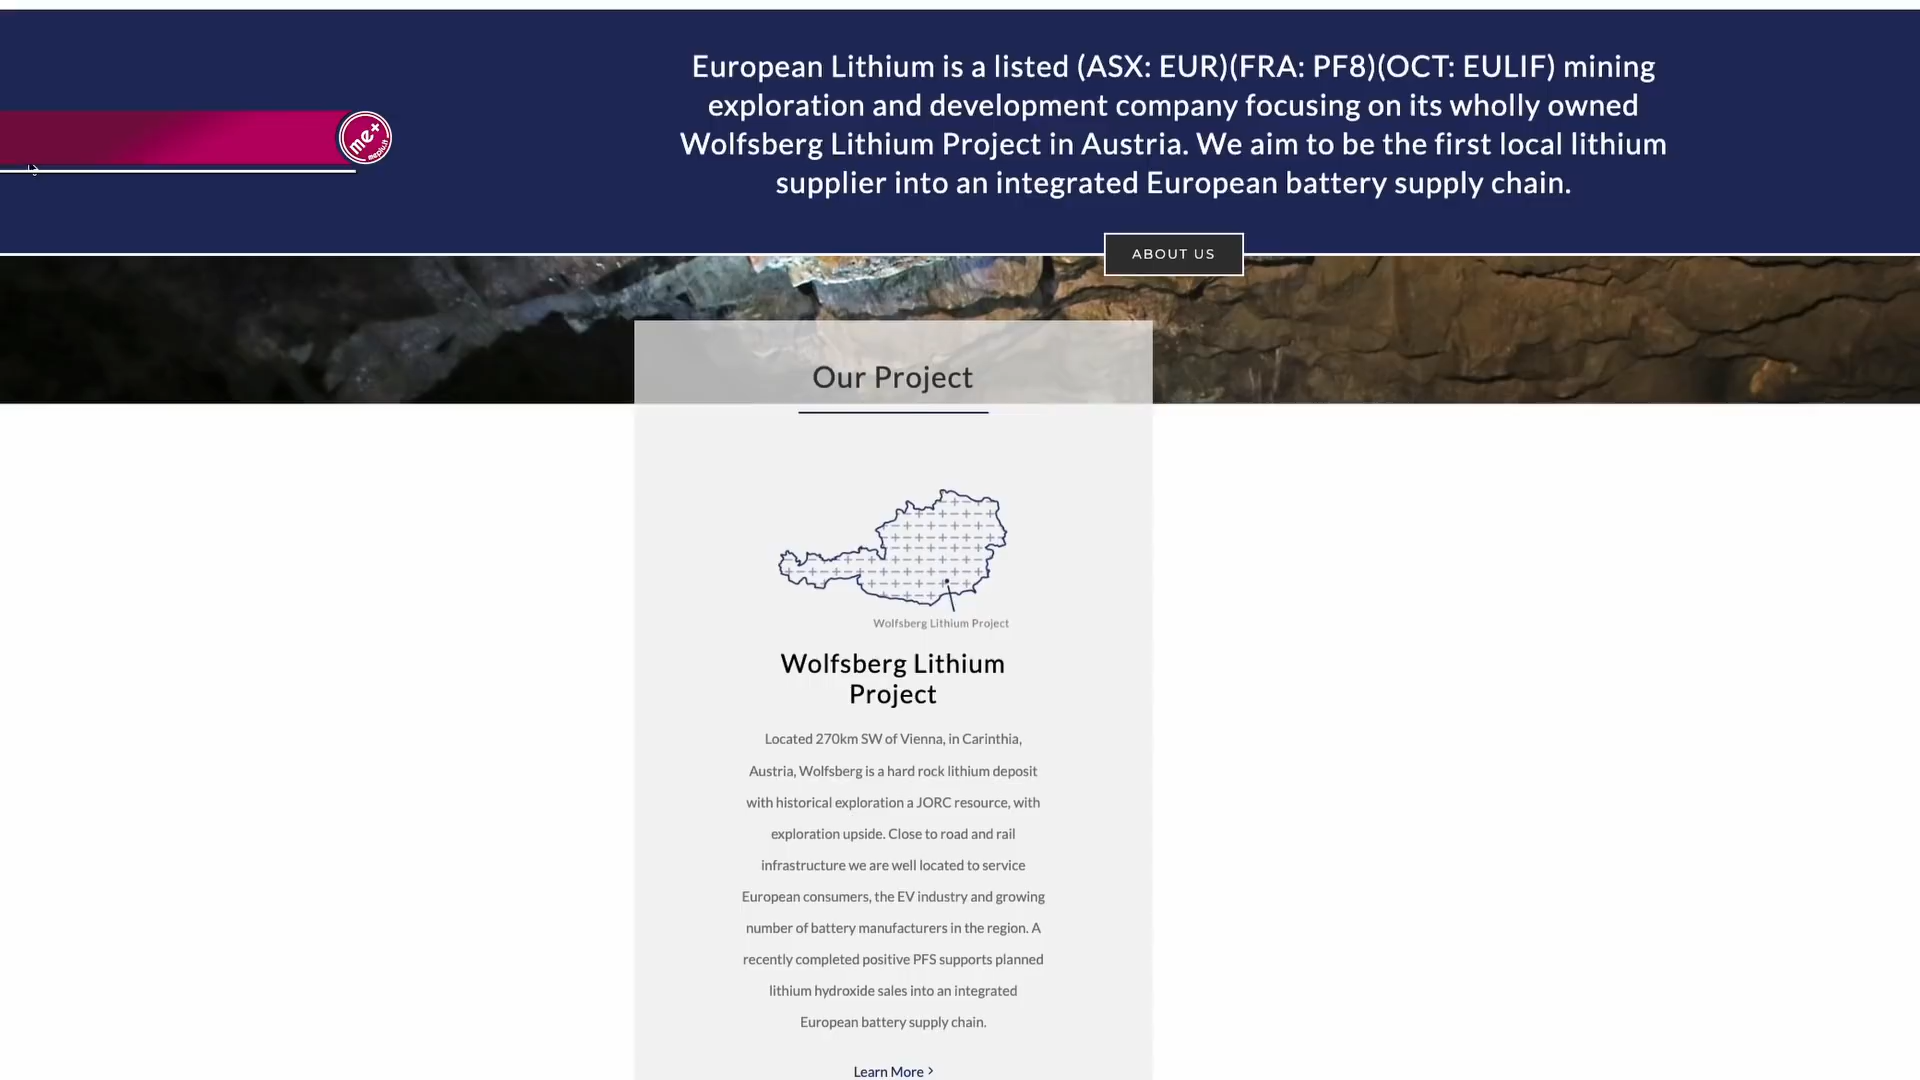 European Lithium is a listed (ASX: EUR)(FRA: PF8)(OCT: EULIF) mining
exploration and development company focusing on its wholly owned
Wolfsberg Lithium Project in Austria. We aim to be the first local lithium
supplier into an integrated European battery supply chain.
me+
meplu.it
ABOUT US
Our Project
Wolfsberg Lithium Project
Wolfsberg Lithium
Project
Located 270km SW of Vienna, in Carinthia,
Austria, Wolfsberg is a hard rock lithium deposit
with historical exploration a JORC resource, with
exploration upside. Close to road and rail
infrastructure we are well located to service
European consumers, the EV industry and growing
number of battery manufacturers in the region. A
recently completed positive PFS supports planned
lithium hydroxide sales into an integrated
European battery supply chain.
Learn More >